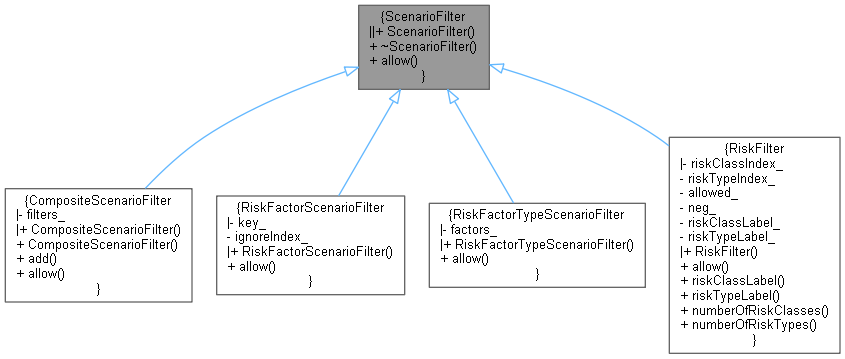 {ScenarioFilter
||+ ScenarioFilter()
+ ~ScenarioFilter()
+ allow()
}
{CompositeScenarioFilter
|- filters_
|+ CompositeScenarioFilter()
+ CompositeScenarioFilter()
+ add()
+ allow()
}
{RiskFactorScenarioFilter
|- key_
- ignoreIndex_
|+ RiskFactorScenarioFilter()
+ allow()
}
{RiskFactorTypeScenarioFilter
|- factors_
|+ RiskFactorTypeScenarioFilter()
+ allow()
}
{RiskFilter
|- riskClassIndex_
- riskTypeIndex_
- allowed_
- neg_
- riskClassLabel_
- riskTypeLabel_
|+ RiskFilter()
+ allow()
+ riskClassLabel()
+ riskTypeLabel()
+ numberOfRiskClasses()
+ numberOfRiskTypes()
}